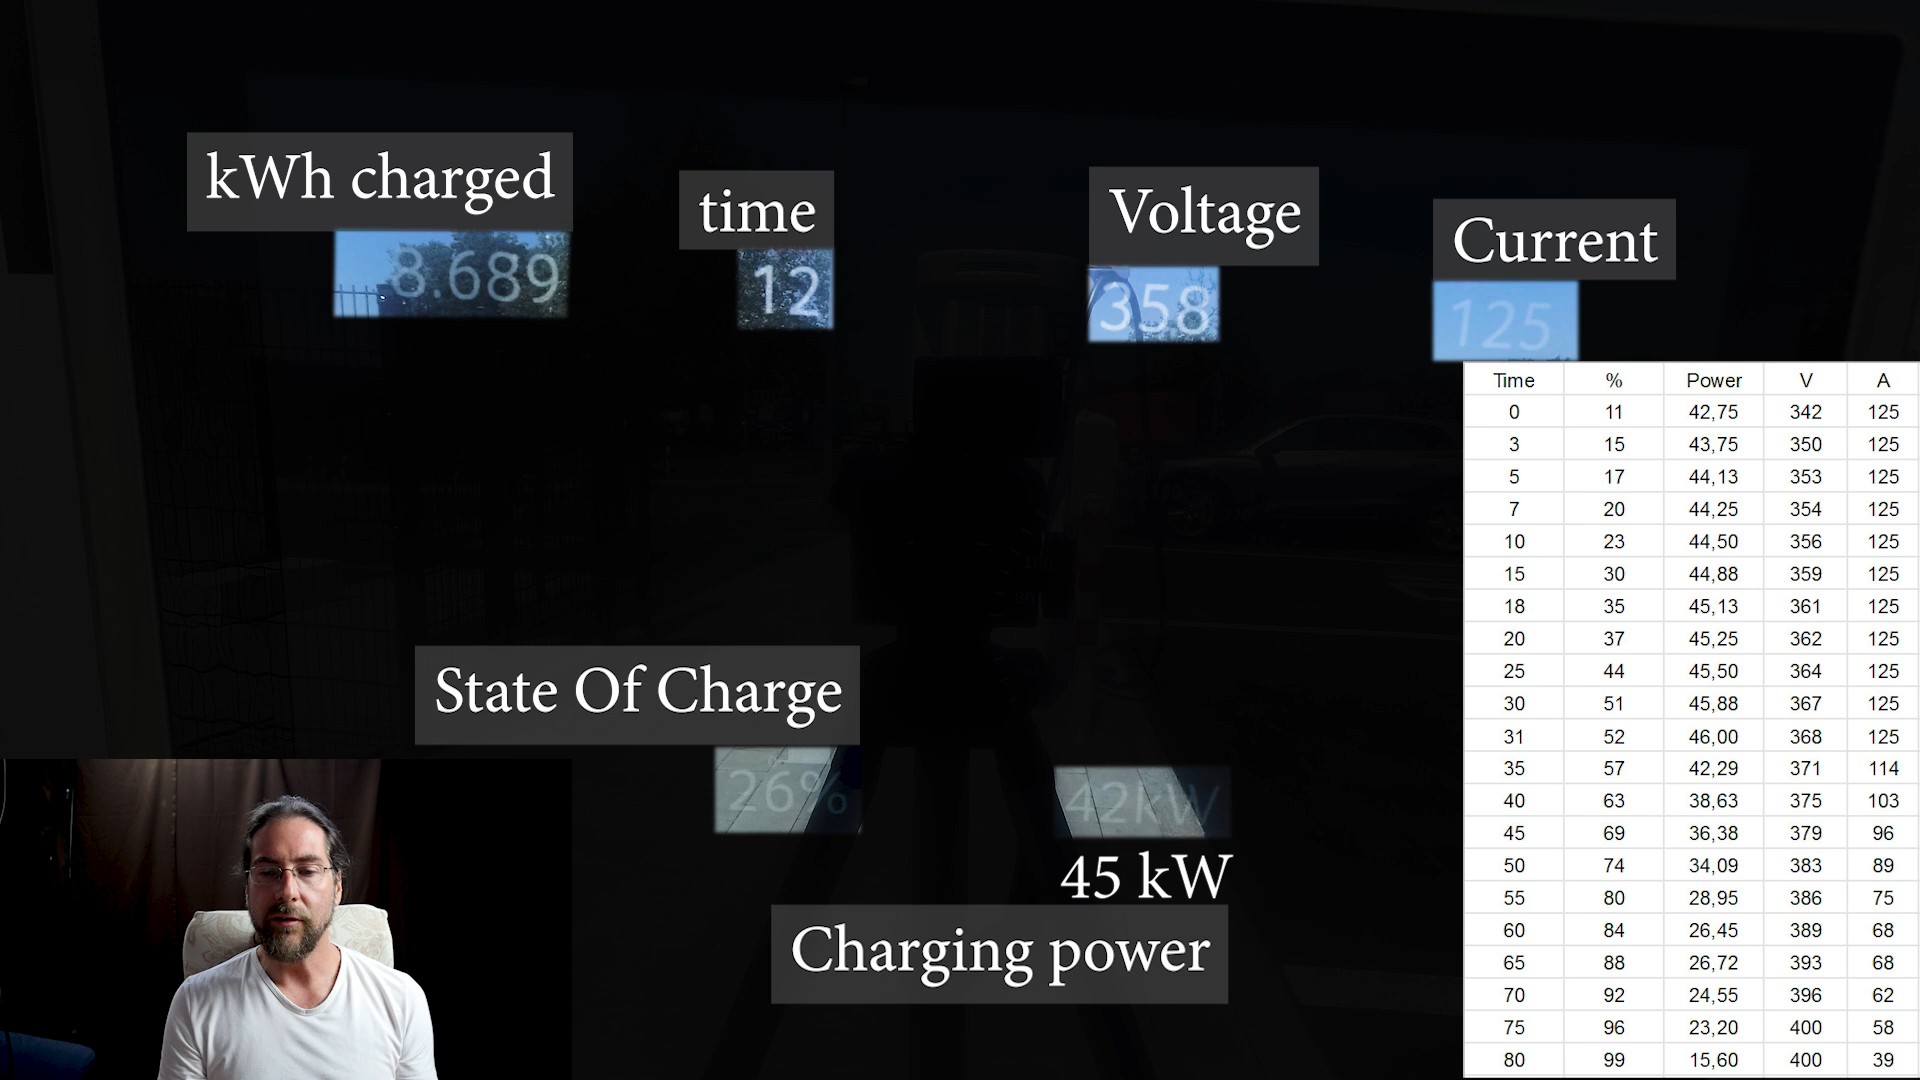 kWh charged
8.689
time
12
Voltage
358
Current
125
State Of Charge
26%
42kW
45 kW
Charging power
Time % Power V A
0 11 42,75 342 125
3 15 43,75 350 125
5 17 44,13 353 125
7 20 44,25 354 125
10 23 44,50 356 125
15 30 44,88 359 125
18 35 45,13 361 125
20 37 45,25 362 125
25 44 45,50 364 125
30 51 45,88 367 125
31 52 46,00 368 125
35 57 42,29 371 114
40 63 38,63 375 103
45 69 36,38 379 96
50 74 34,09 383 89
55 80 28,95 386 75
60 84 26,45 389 68
65 88 26,72 393 68
70 92 24,55 396 62
75 96 23,20 400 58
80 99 15,60 400 39